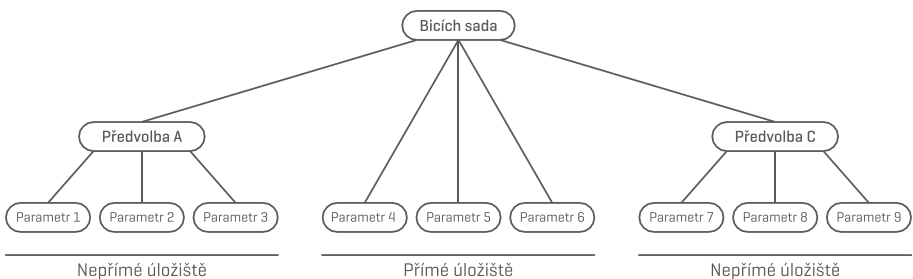 Bicích sada
Předvolba A
Předvolba C
Parametr 1
Parametr 2
Parametr 3
Parametr 4
Parametr 5
Parametr 6
Parametr 7
Parametr 8
Parametr 9
Nepřímé úložiště
Přímé úložiště
Nepřímé úložiště